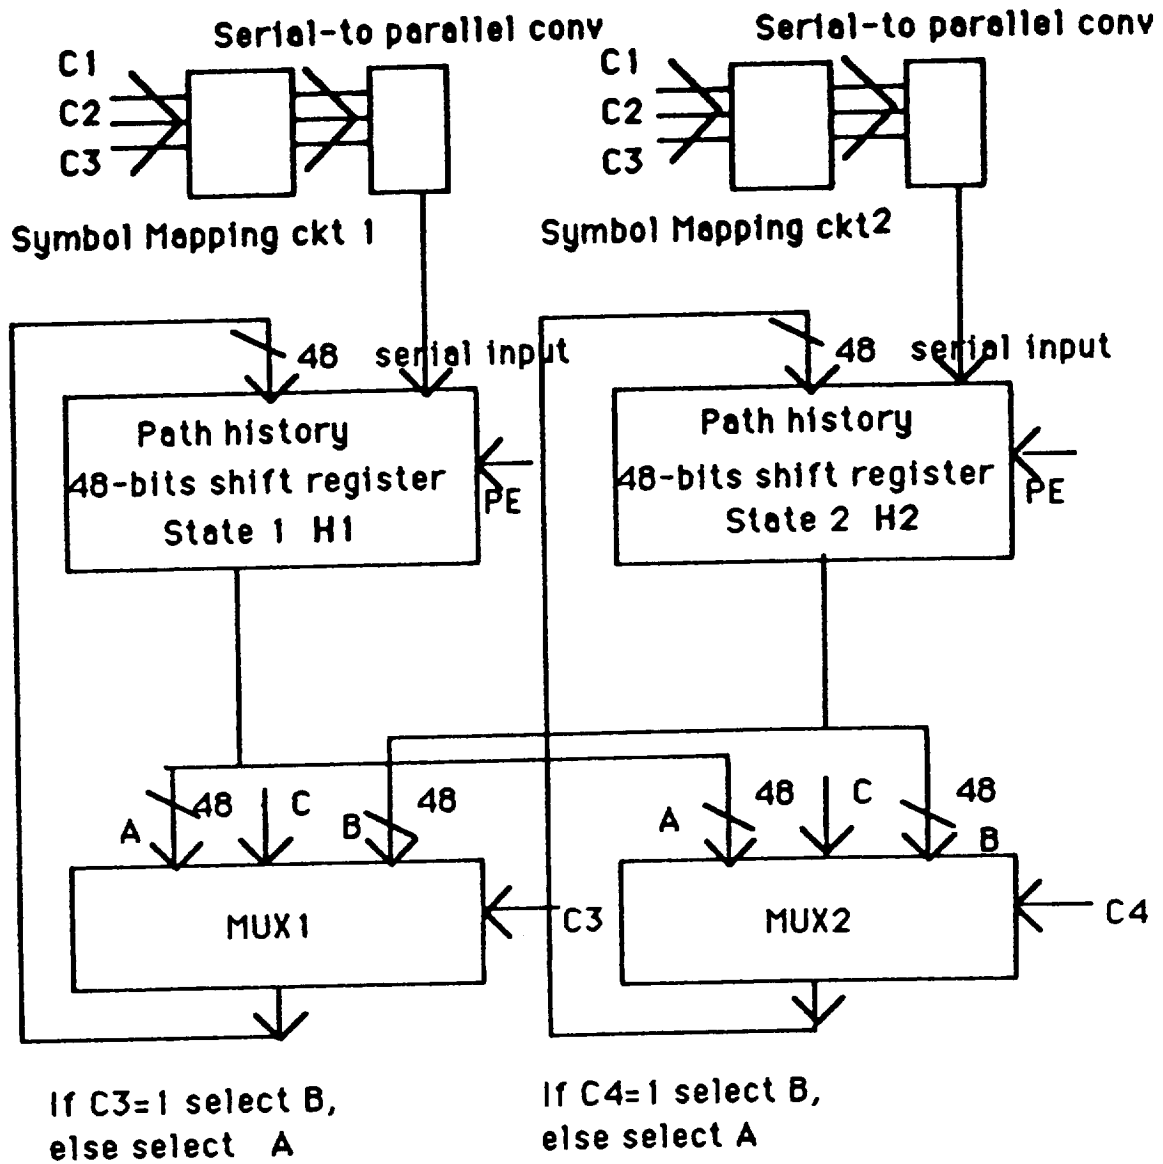 Serial-to parallel conv
Serial-to parallel conv
C1
C2
C3
C1
C2
C3
Symbol Mapping ckt 1
Symbol Mapping ckt2
48
serial input
48
serial input
Path history
48-bits shift register
State 1 H1
PE
Path history
48-bits shift register
State 2 H2
PE
A
48
C
B
48
A
48
C
48
B
MUX1
C3
MUX2
C4
If C3=1 select B,
else select A
If C4=1 select B,
else select A